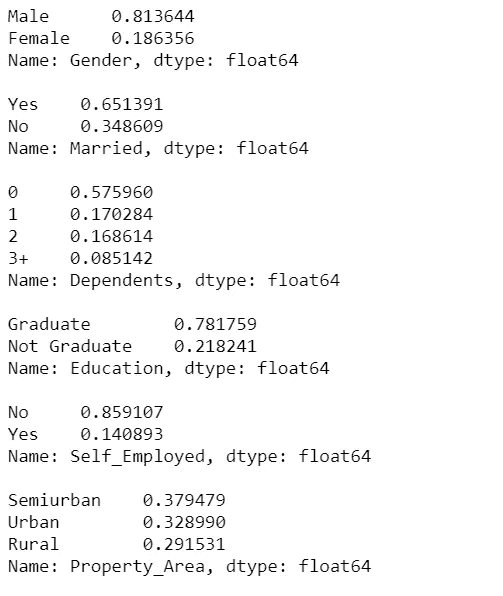 Male      0.813644
Female    0.186356
Name: Gender, dtype: float64

Yes    0.651391
No     0.348609
Name: Married, dtype: float64

0     0.575960
1     0.170284
2     0.168614
3+    0.085142
Name: Dependents, dtype: float64

Graduate        0.781759
Not Graduate    0.218241
Name: Education, dtype: float64

No     0.859107
Yes    0.140893
Name: Self_Employed, dtype: float64

Semiurban    0.379479
Urban        0.328990
Rural        0.291531
Name: Property_Area, dtype: float64